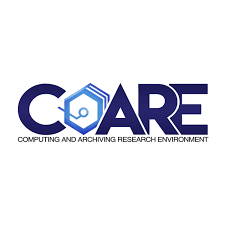 COARE
COMPUTING AND ARCHIVING RESEARCH ENVIRONMENT